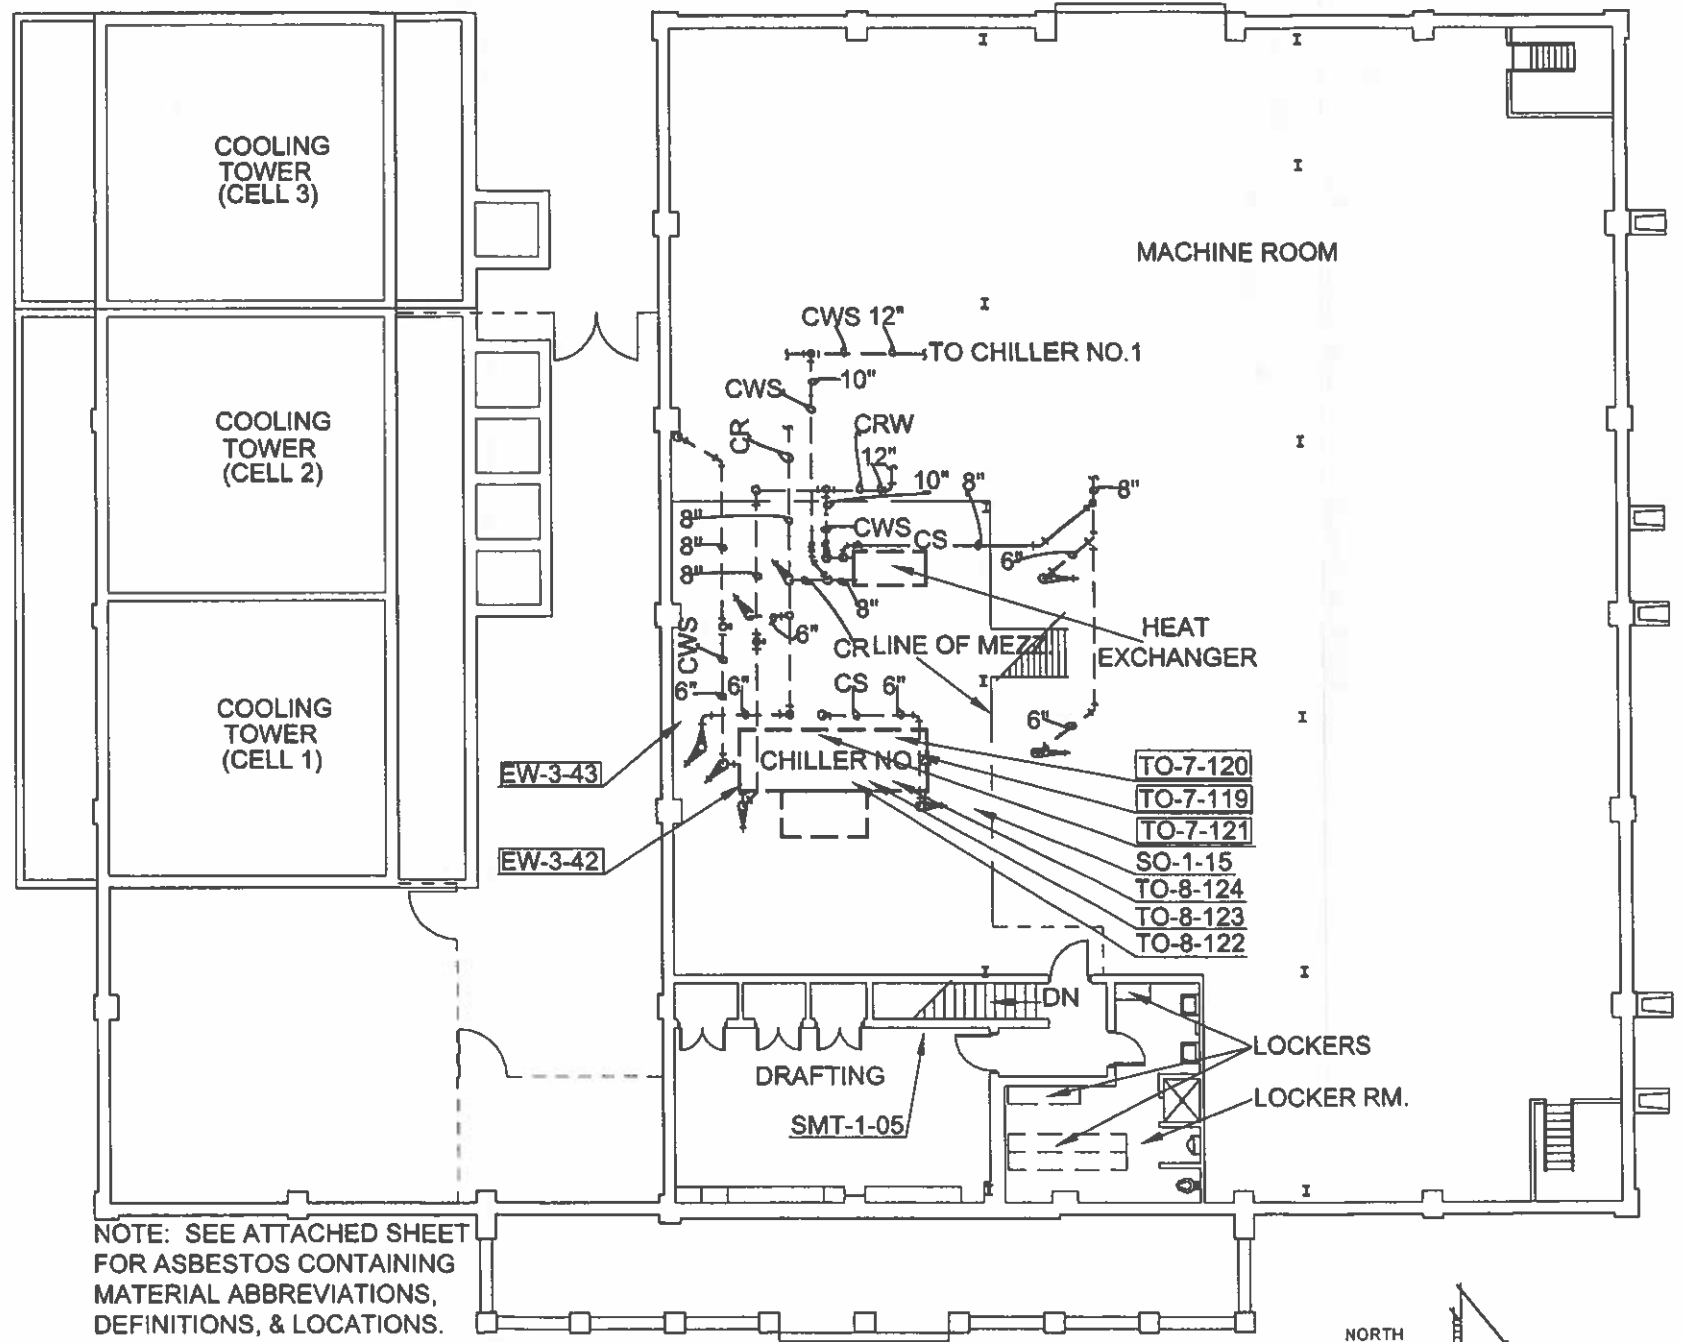 COOLING
TOWER
(CELL 3)
MACHINE ROOM
CWS 12"
TO CHILLER NO.1
10"
CWS
CR
CRW
12"
10"
8"
8"
COOLING
TOWER
(CELL 2)
8"
CWS
CS
8"
6"
8"
8"
6"
CWS
CR
LINE OF MEZZ.
HEAT
EXCHANGER
6"
6"
CS
6"
6"
COOLING
TOWER
(CELL 1)
EW-3-43
CHILLER NO.
TO-7-120
TO-7-119
TO-7-121
EW-3-42
SO-1-15
TO-8-124
TO-8-123
TO-8-122
DN
LOCKERS
DRAFTING
LOCKER RM.
SMT-1-05
NOTE: SEE ATTACHED SHEET
FOR ASBESTOS CONTAINING
MATERIAL ABBREVIATIONS,
DEFINITIONS, & LOCATIONS.
NORTH